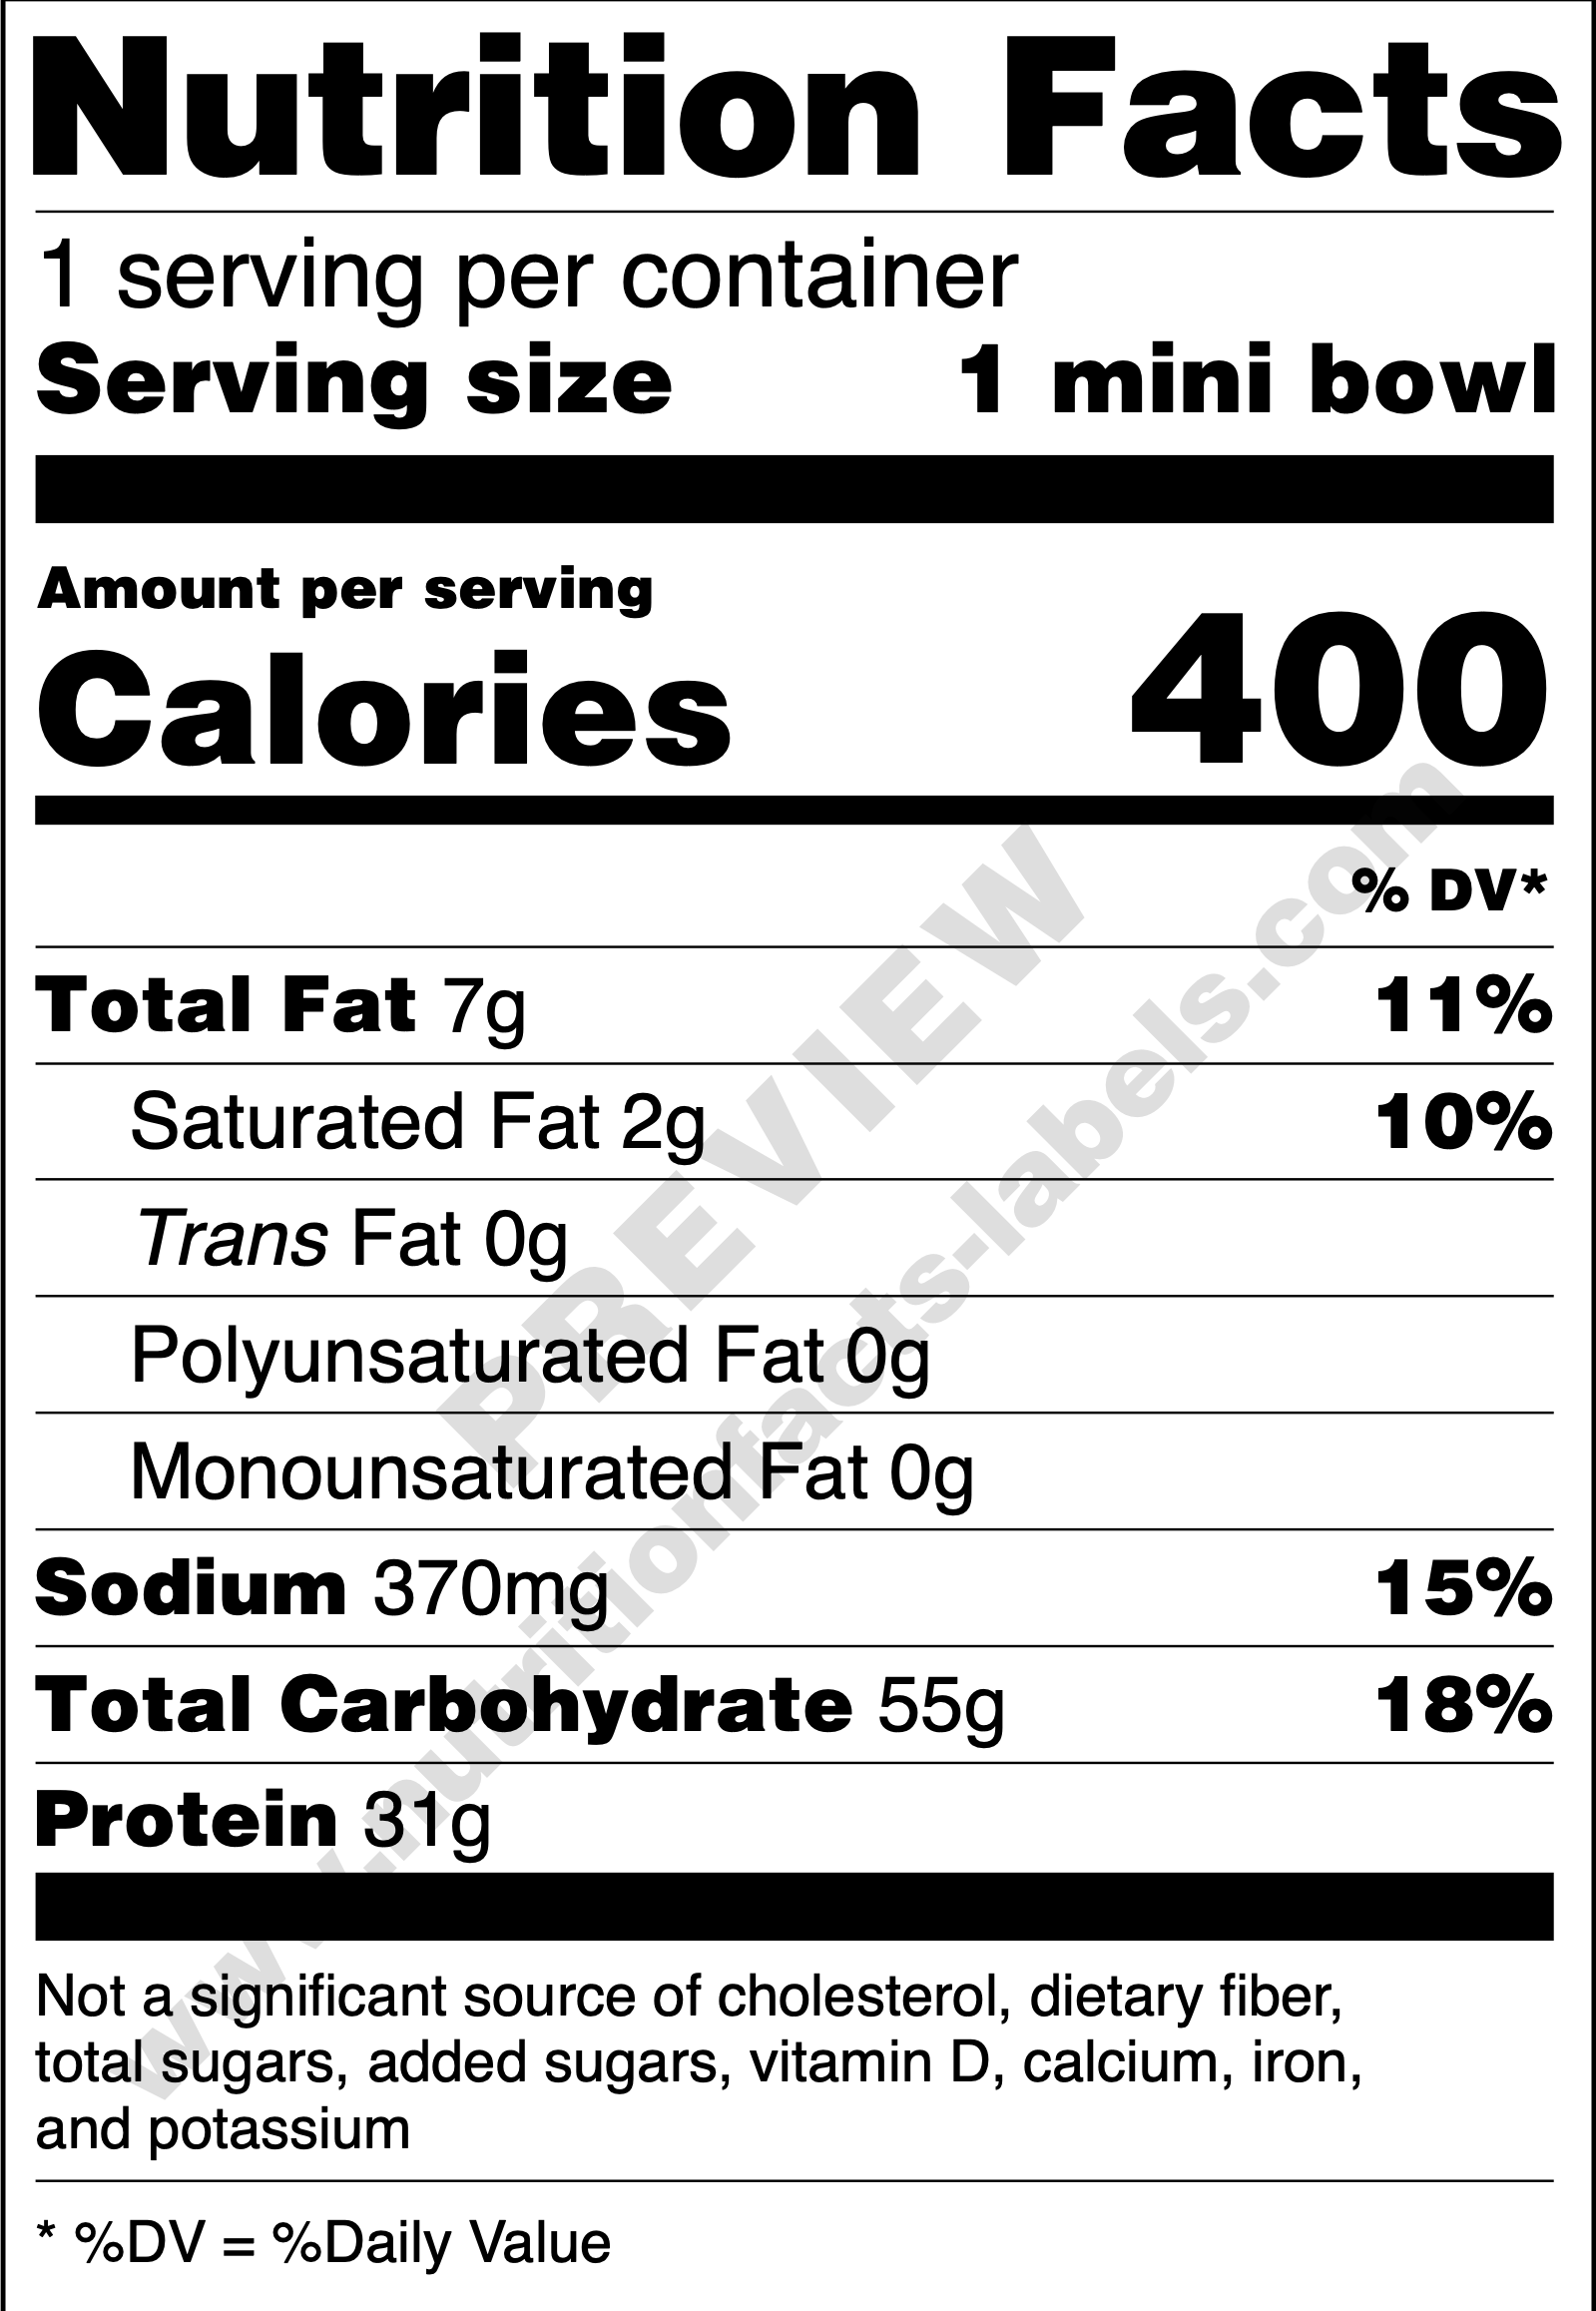 Nutrition Facts
1 serving per container
Serving size 1 mini bowl
Amount per serving
Calories 400
% DV*
Total Fat 7g 11%
Saturated Fat 2g 10%
Trans Fat 0g
Polyunsaturated Fat 0g
Monounsaturated Fat 0g
Sodium 370mg 15%
Total Carbohydrate 55g 18%
Protein 31g
Not a significant source of cholesterol, dietary fiber,
total sugars, added sugars, vitamin D, calcium, iron,
and potassium
* %DV = %Daily Value
PREVIEW
www.nutritionfacts-labels.com